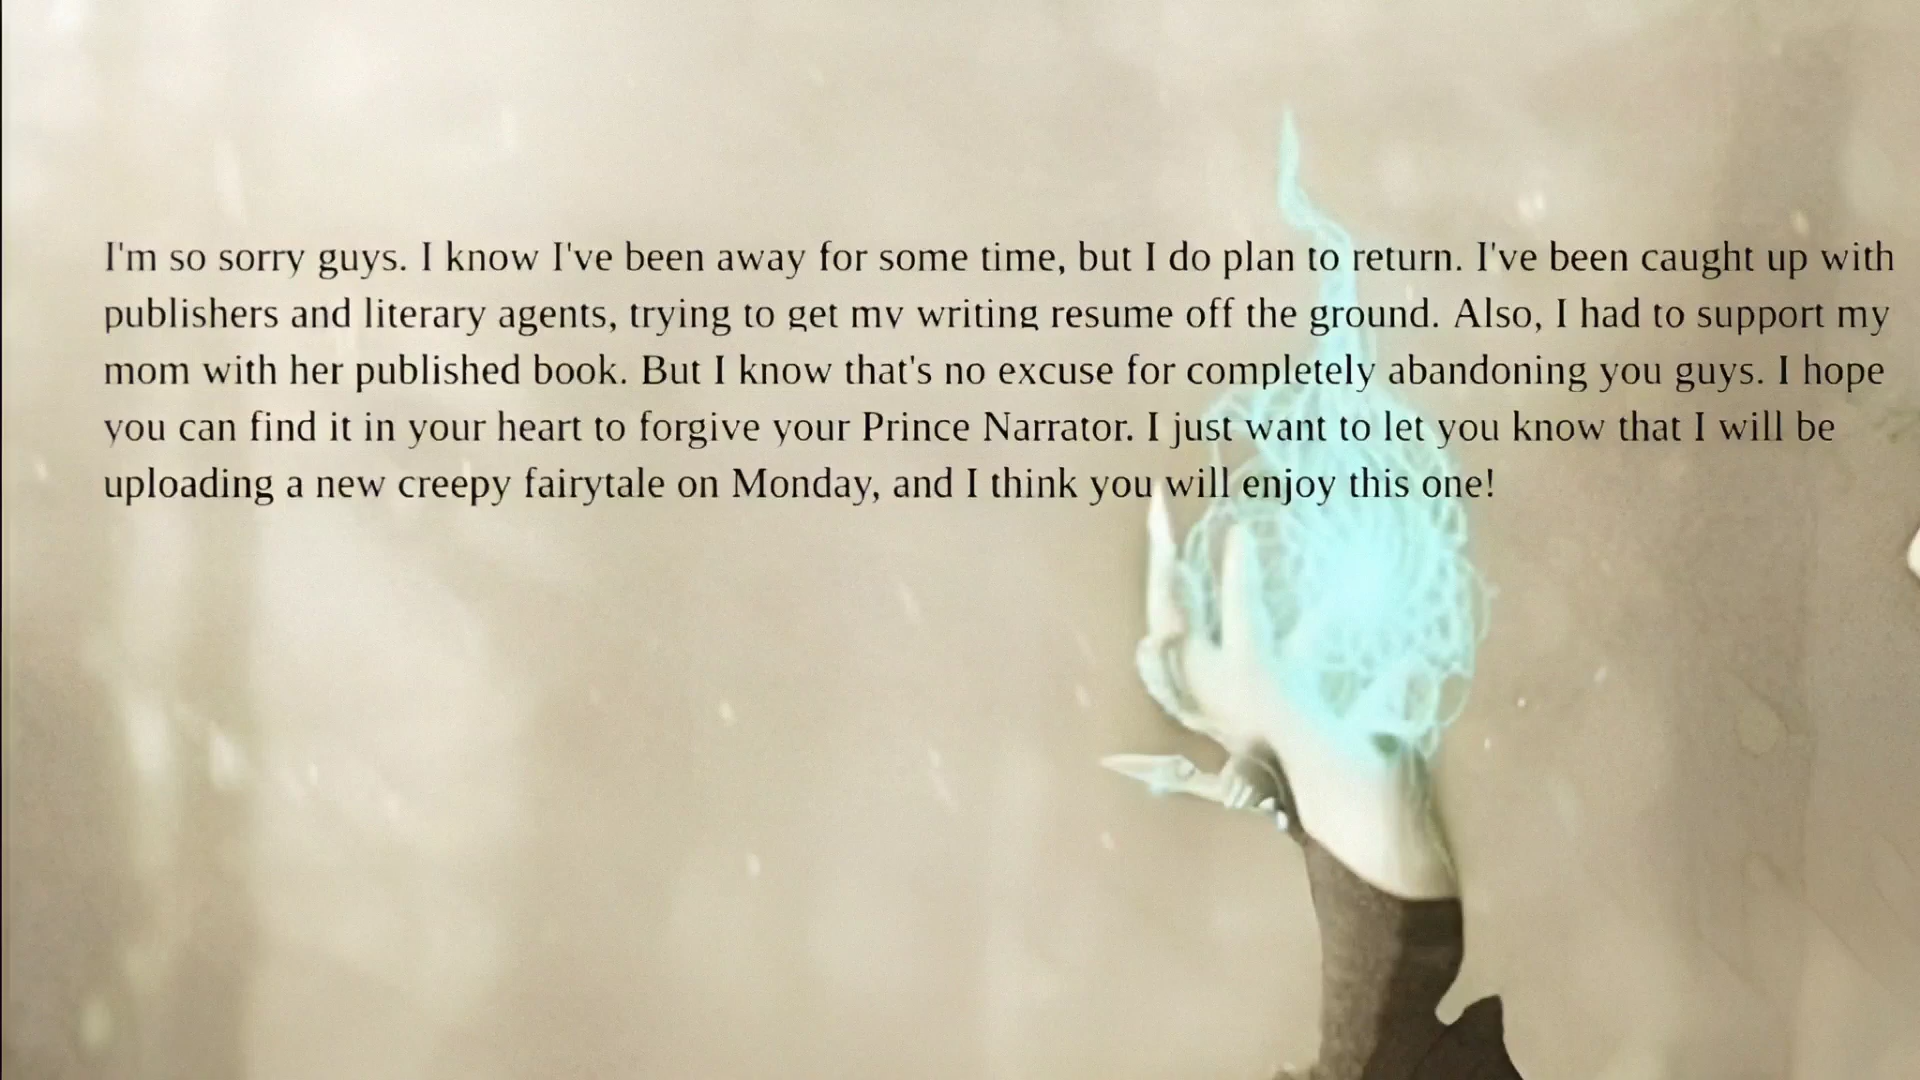 I'm so sorry guys. I know I've been away for some time, but I do plan to return. I've been caught up with
publishers and literary agents, trying to get my writing resume off the ground. Also, I had to support my
mom with her published book. But I know that's no excuse for completely abandoning you guys. I hope
you can find it in your heart to forgive your Prince Narrator. I just want to let you know that I will be
uploading a new creepy fairytale on Monday, and I think you will enjoy this one!